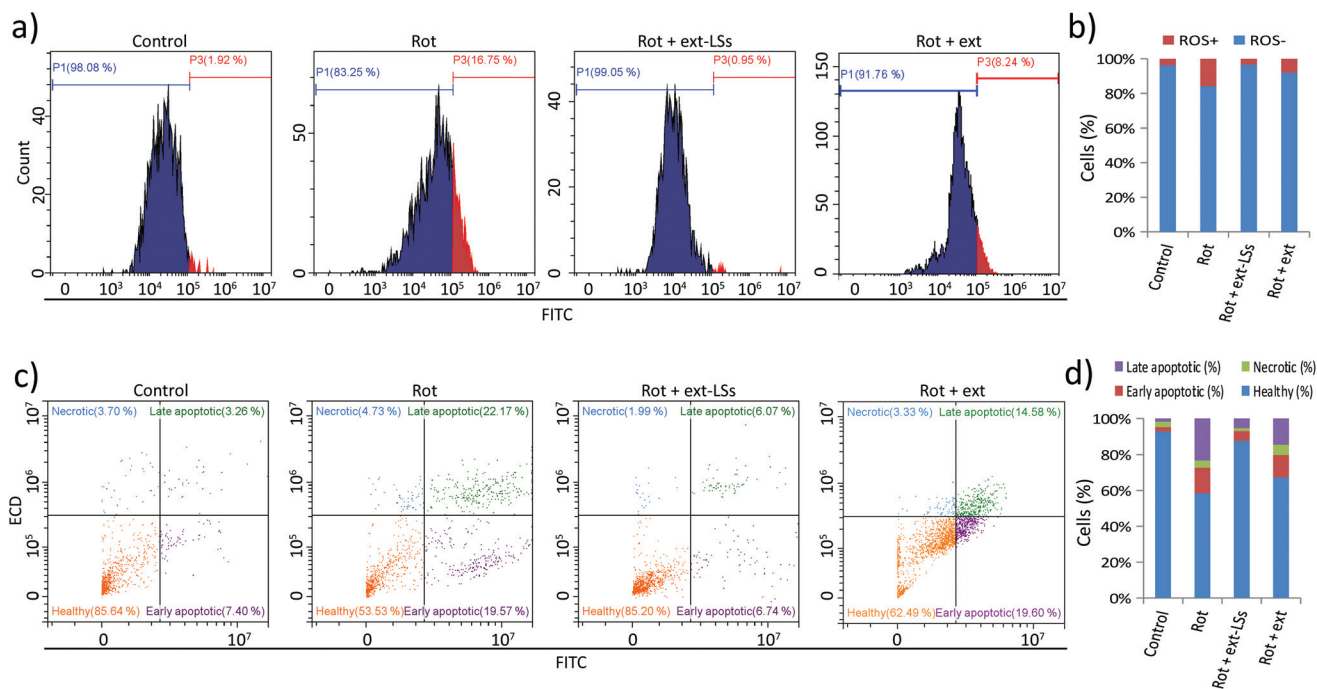 a)
Control
P1(98.08 %)
P3(1.92 %)
Count
40
20
0
0 10³ 10⁴ 10⁵ 10⁶ 10⁷
Rot
P1(83.25 %)
P3(16.75 %)
50
0
0 10³ 10⁴ 10⁵ 10⁶ 10⁷
Rot + ext-LSs
P1(99.05 %)
P3(0.95 %)
40
20
0
0 10³ 10⁴ 10⁵ 10⁶ 10⁷
Rot + ext
P1(91.76 %)
P3(8.24 %)
150
100
50
0
0 10³ 10⁴ 10⁵ 10⁶ 10⁷
FITC
b)
ROS+ ROS-
Cells (%)
100%
80%
60%
40%
20%
0%
Control
Rot
Rot + ext-LSs
Rot + ext
c)
Control
Necrotic(3.70 %) Late apoptotic(3.26 %)
Healthy(85.64 %) Early apoptotic(7.40 %)
ECD
10⁷
10⁶
10⁵
0
0 10⁷
Rot
Necrotic(4.73 %) Late apoptotic(22.17 %)
Healthy(53.53 %) Early apoptotic(19.57 %)
10⁷
10⁶
10⁵
0
0 10⁷
Rot + ext-LSs
Necrotic(1.99 %) Late apoptotic(6.07 %)
Healthy(85.20 %) Early apoptotic(6.74 %)
10⁷
10⁶
10⁵
0
0 10⁷
Rot + ext
Necrotic(3.33 %) Late apoptotic(14.58 %)
Healthy(62.49 %) Early apoptotic(19.60 %)
10⁷
10⁶
10⁵
0
0 10⁷
FITC
d)
Late apoptotic (%) Necrotic (%)
Early apoptotic (%) Healthy (%)
Cells (%)
100%
80%
60%
40%
20%
0%
Control
Rot
Rot + ext-LSs
Rot + ext